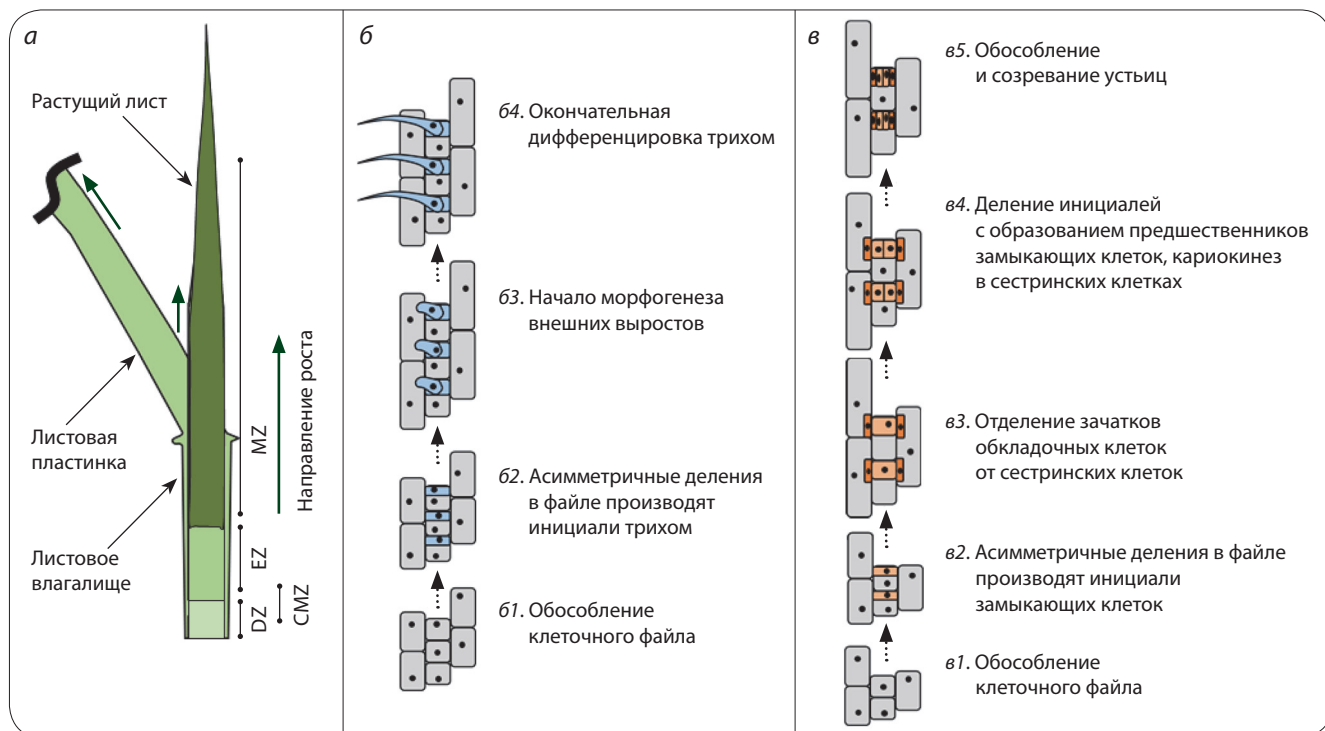 а
Растущий лист
Листовая
пластинка
Листовое
влагалище
MZ
EZ
DZ
CMZ
Направление роста
б
б4. Окончательная
дифференцировка трихом
б3. Начало морфогенеза
внешних выростов
б2. Асимметричные деления
в файле производят
инициали трихом
б1. Обособление
клеточного файла
в
в5. Обособление
и созревание устьиц
в4. Деление инициалей
с образованием предшественников
замыкающих клеток, кариокинез
в сестринских клетках
в3. Отделение зачатков
обкладочных клеток
от сестринских клеток
в2. Асимметричные деления в файле
производят инициали
замыкающих клеток
в1. Обособление
клеточного файла